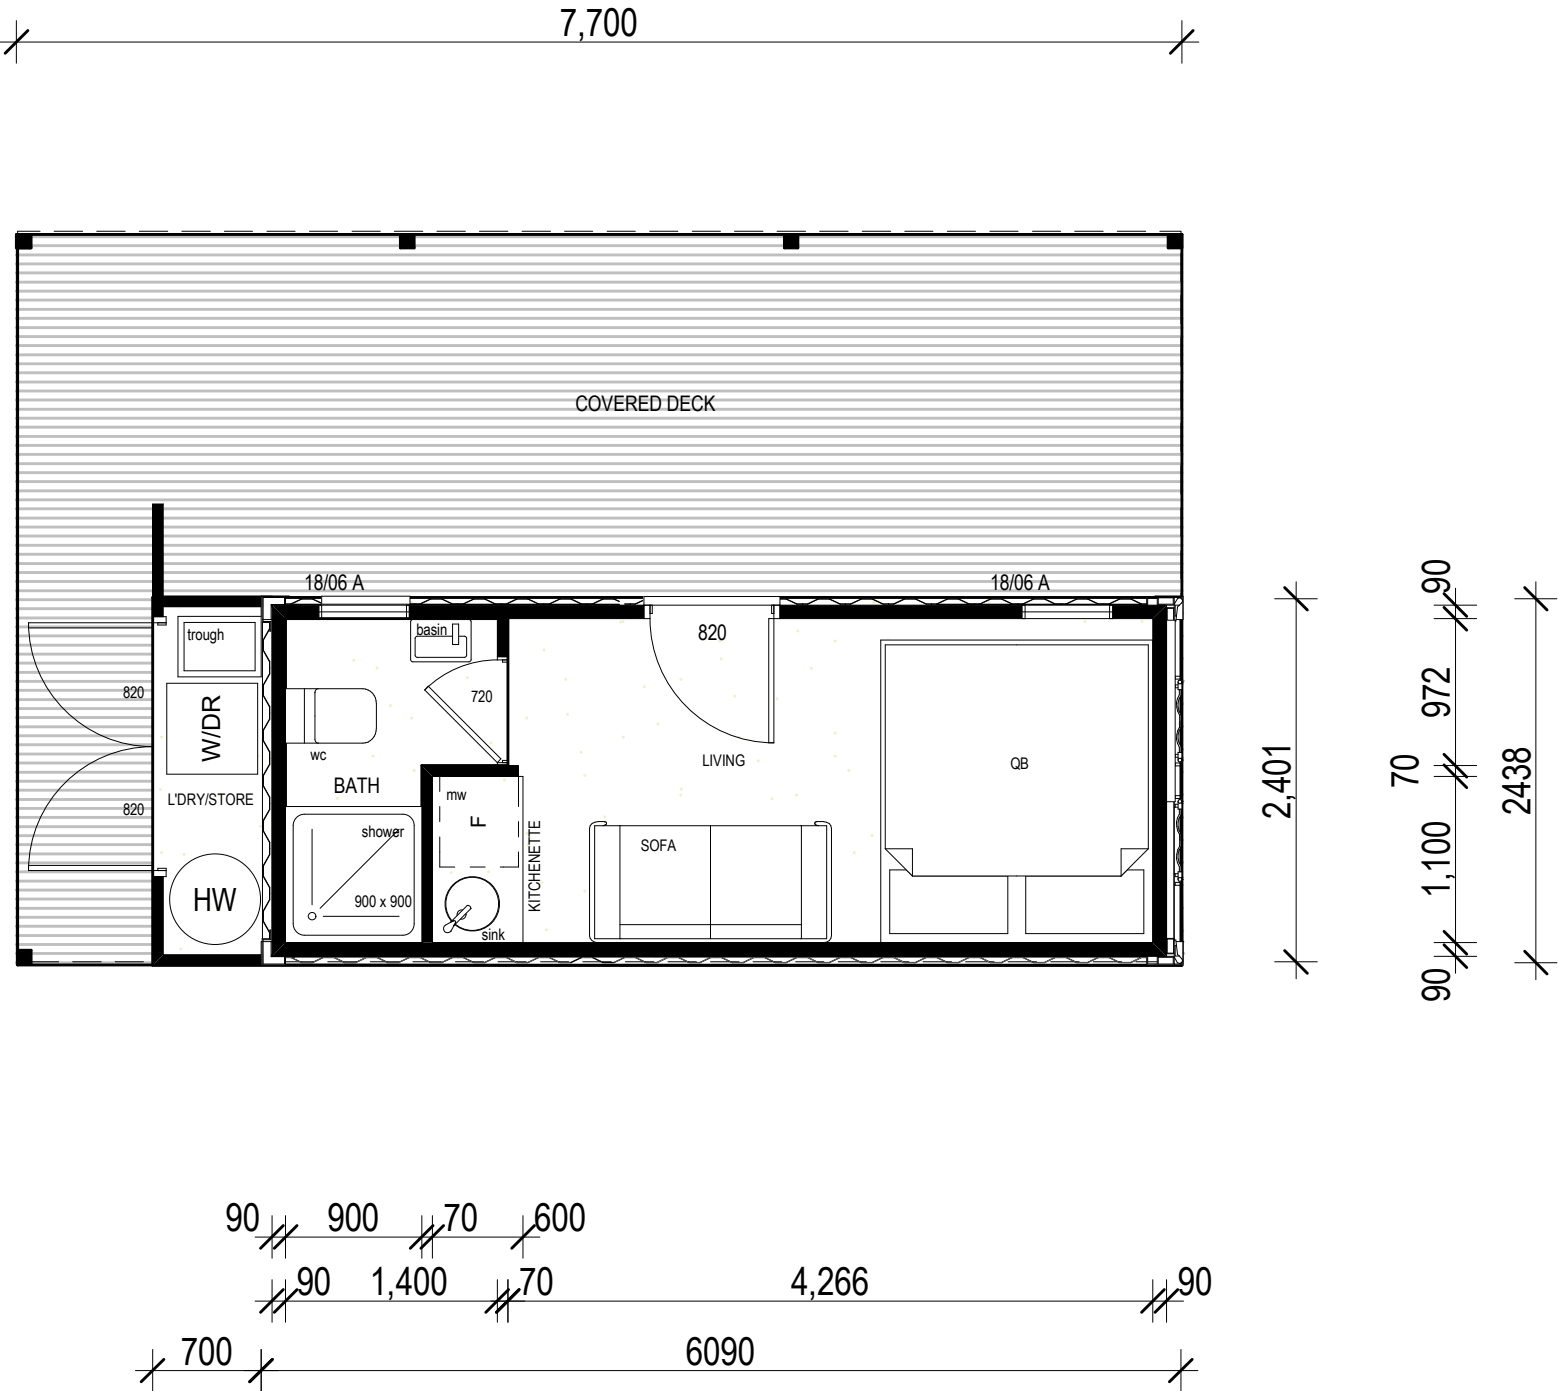 7,700
COVERED DECK
18/06 A
18/06 A
90
trough
basin
820
820
720
972
W/DR
wc
LIVING
QB
70
2,401
2438
BATH
L'DRY/STORE
mw
F
820
shower
SOFA
KITCHENETTE
1,100
HW
900 x 900
sink
90
90
900
70
600
90
1,400
70
4,266
90
700
6090